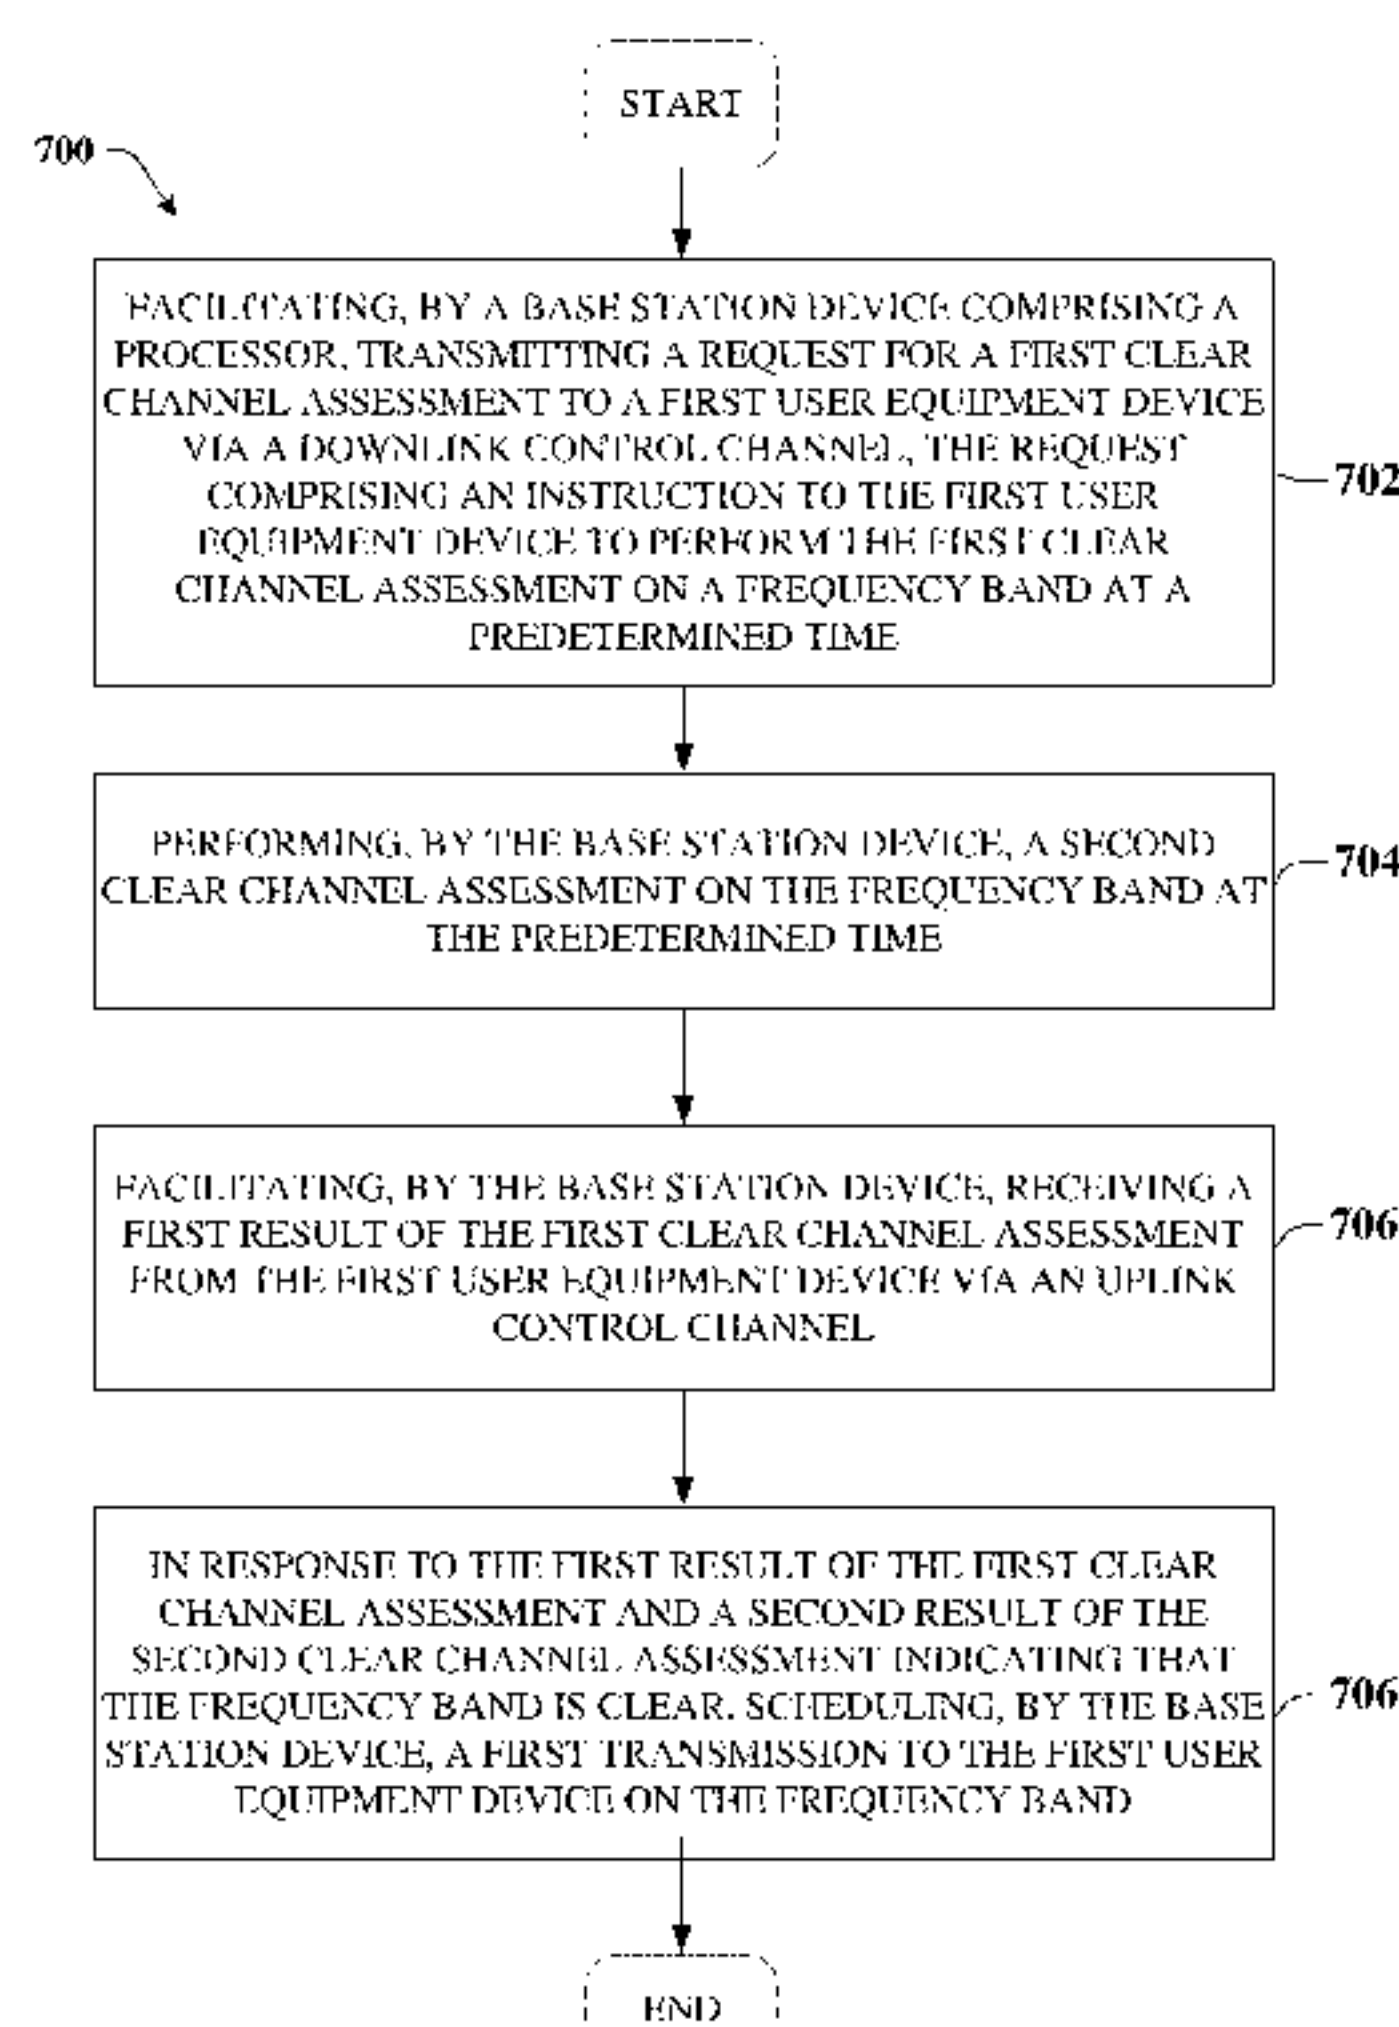 START
700
FACILITATING, BY A BASE STATION DEVICE COMPRISING A
PROCESSOR, TRANSMITTING A REQUEST FOR A FIRST CLEAR
CHANNEL ASSESSMENT TO A FIRST USER EQUIPMENT DEVICE
VIA A DOWNLINK CONTROL CHANNEL, THE REQUEST
COMPRISING AN INSTRUCTION TO THE FIRST USER
EQUIPMENT DEVICE TO PERFORM THE FIRST CLEAR
CHANNEL ASSESSMENT ON A FREQUENCY BAND AT A
PREDETERMINED TIME
702
PERFORMING, BY THE BASE STATION DEVICE, A SECOND
CLEAR CHANNEL ASSESSMENT ON THE FREQUENCY BAND AT
THE PREDETERMINED TIME
704
FACILITATING, BY THE BASE STATION DEVICE, RECEIVING A
FIRST RESULT OF THE FIRST CLEAR CHANNEL ASSESSMENT
FROM THE FIRST USER EQUIPMENT DEVICE VIA AN UPLINK
CONTROL CHANNEL
706
IN RESPONSE TO THE FIRST RESULT OF THE FIRST CLEAR
CHANNEL ASSESSMENT AND A SECOND RESULT OF THE
SECOND CLEAR CHANNEL ASSESSMENT INDICATING THAT
THE FREQUENCY BAND IS CLEAR. SCHEDULING, BY THE BASE
STATION DEVICE, A FIRST TRANSMISSION TO THE FIRST USER
EQUIPMENT DEVICE ON THE FREQUENCY BAND
706
END